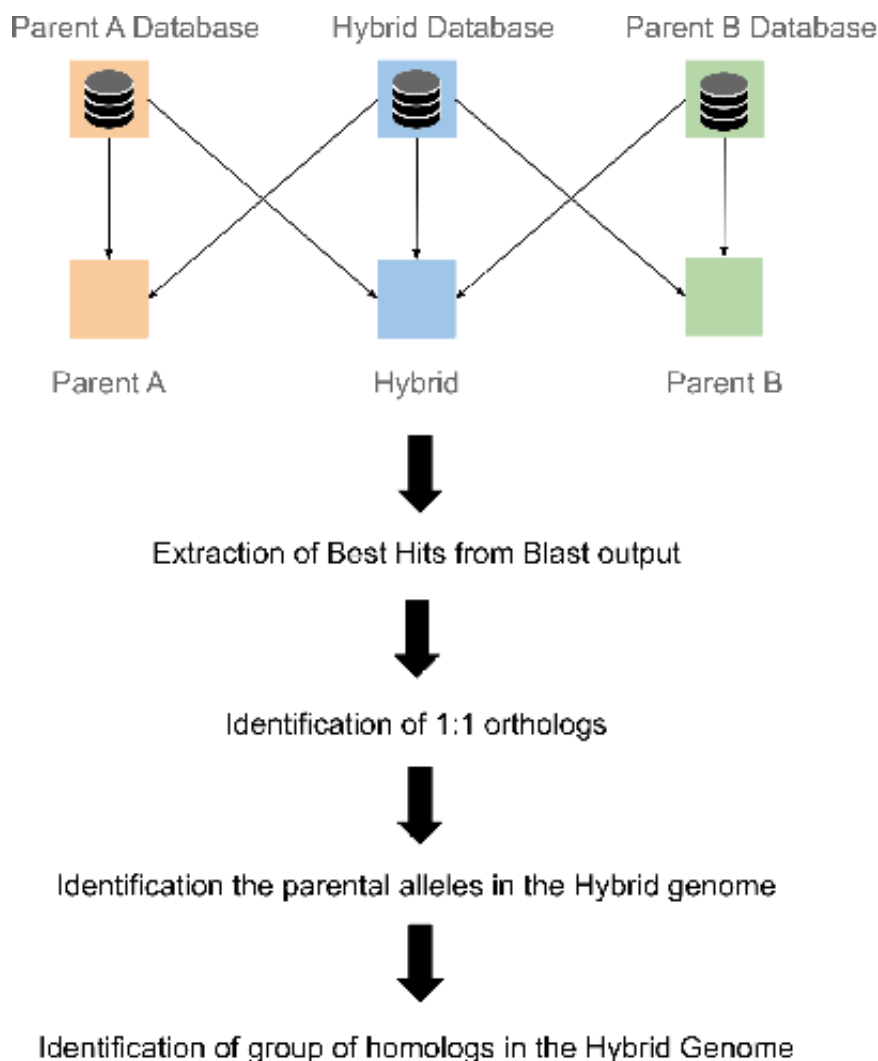 Parent A Database
Hybrid Database
Parent B Database
Parent A
Hybrid
Parent B
Extraction of Best Hits from Blast output
Identification of 1:1 orthologs
Identification the parental alleles in the Hybrid genome
Identification of group of homologs in the Hybrid Genome